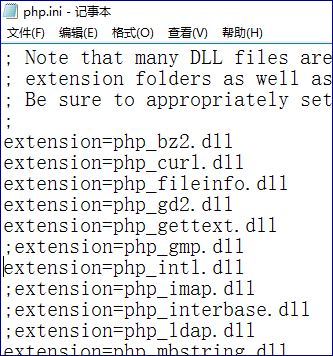 php.ini - 记事本
文件(F) 编辑(E) 格式(O) 查看(V) 帮助(H)
; Note that many DLL files are
; extension folders as well as
; Be sure to appropriately set
;
extension=php_bz2.dll
extension=php_curl.dll
extension=php_fileinfo.dll
extension=php_gd2.dll
extension=php_gettext.dll
;extension=php_gmp.dll
extension=php_intl.dll
;extension=php_imap.dll
;extension=php_interbase.dll
;extension=php_ldap.dll
extension=php_mbstring.dll